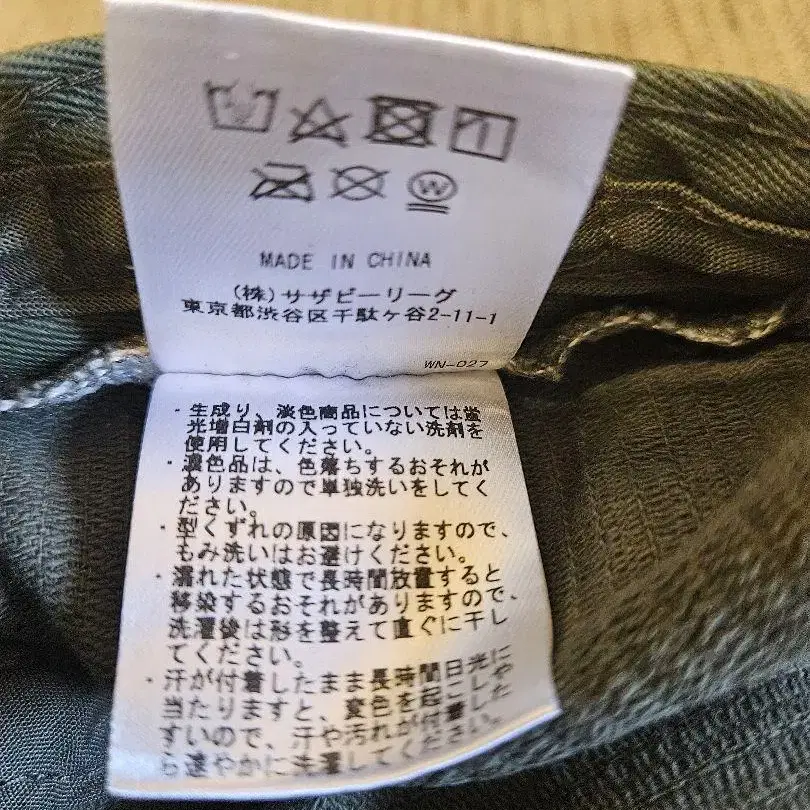 W
MADE IN CHINA
(株)サザビーリーグ
東京都渋谷区千駄ヶ谷2-11-1
WN-027
・生成り、淡色商品については蛍
光増白剤の入っていない洗剤を
使用してください。
・濃色品は、色落ちするおそれが
ありますので単独洗いをしてく
ださい。
・型くずれの原因になりますので、
もみ洗いはお避けください。
・濡れた状態で長時間放置すると
移染するおそれがありますので、
洗濯後は形を整えて直ぐに干し
てください。
・汗が付着したまま長時間日光に
当たりますと、変色を起こしや
すいので、汗や汚れが付着した
ら速やかに洗濯してください。